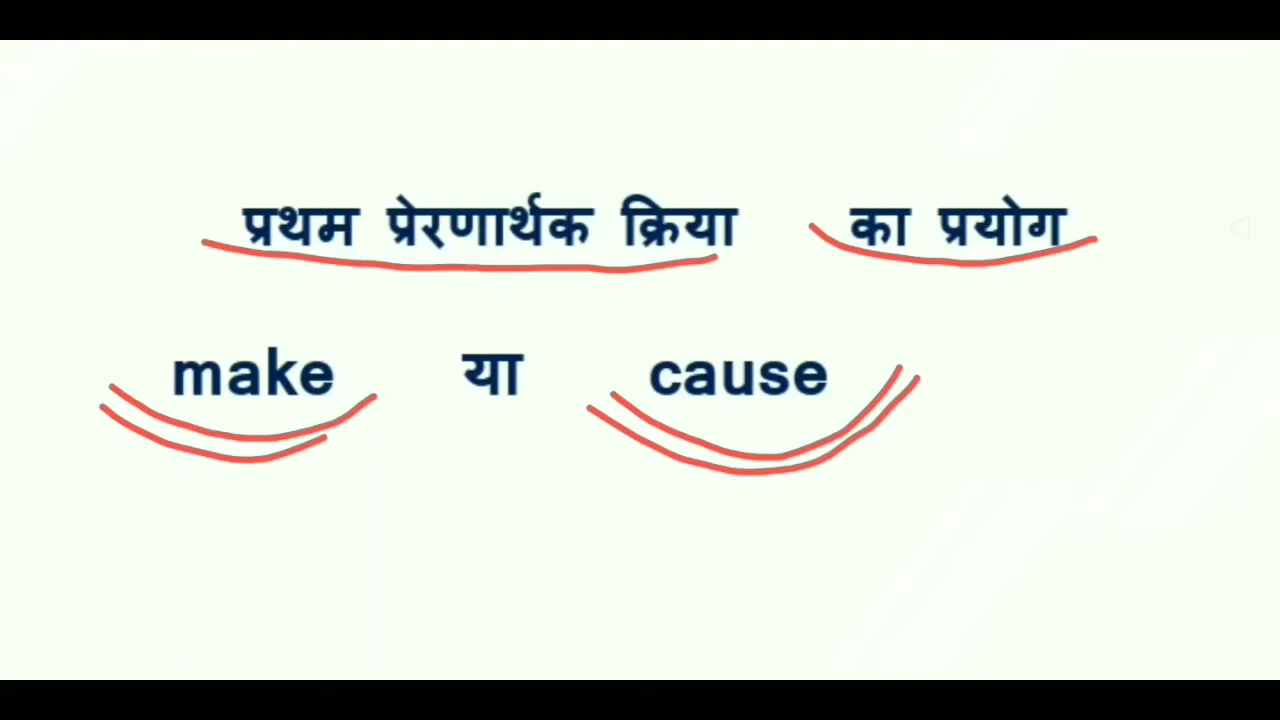 प्रथम प्रेरणार्थक क्रिया का प्रयोग
make या cause